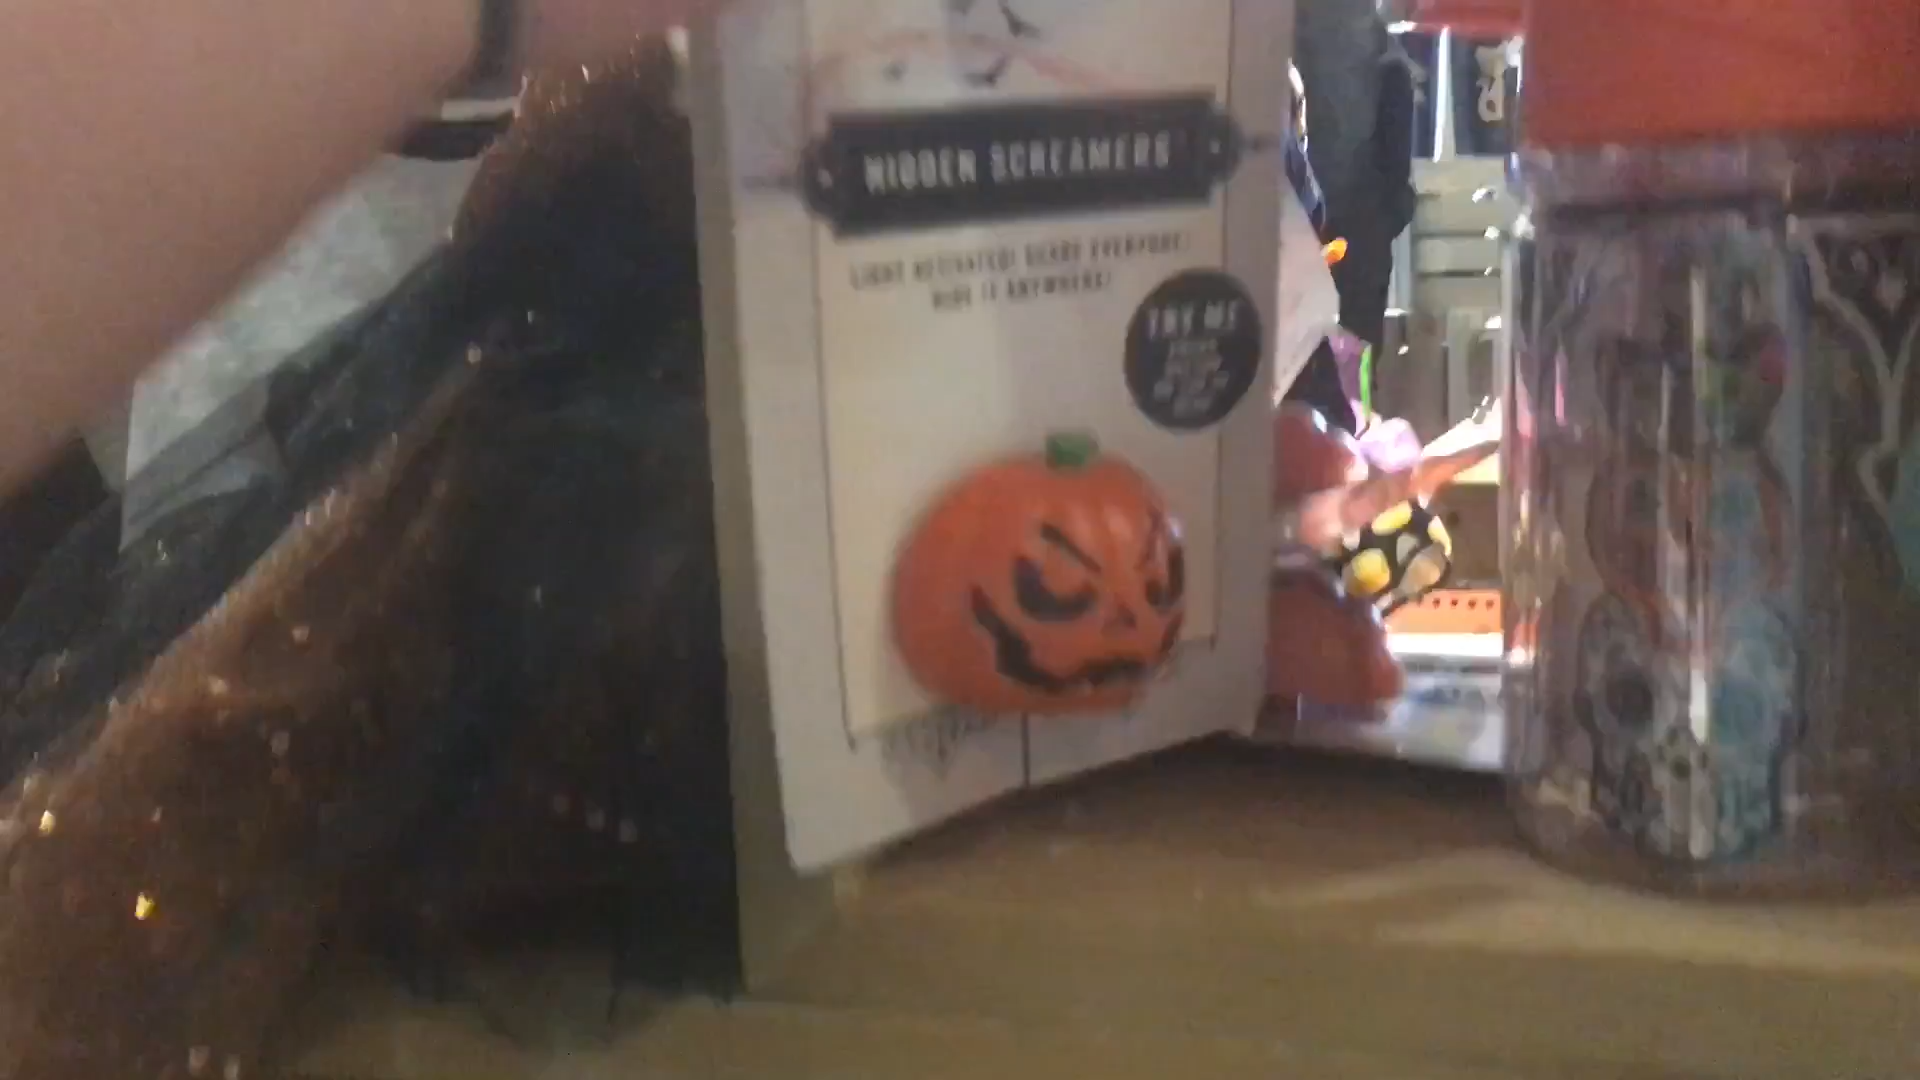 HIDDEN SCREAMERS
LIGHT ACTIVATED! SCARE EVERYONE!
HIDE IT ANYWHERE!
TRY ME